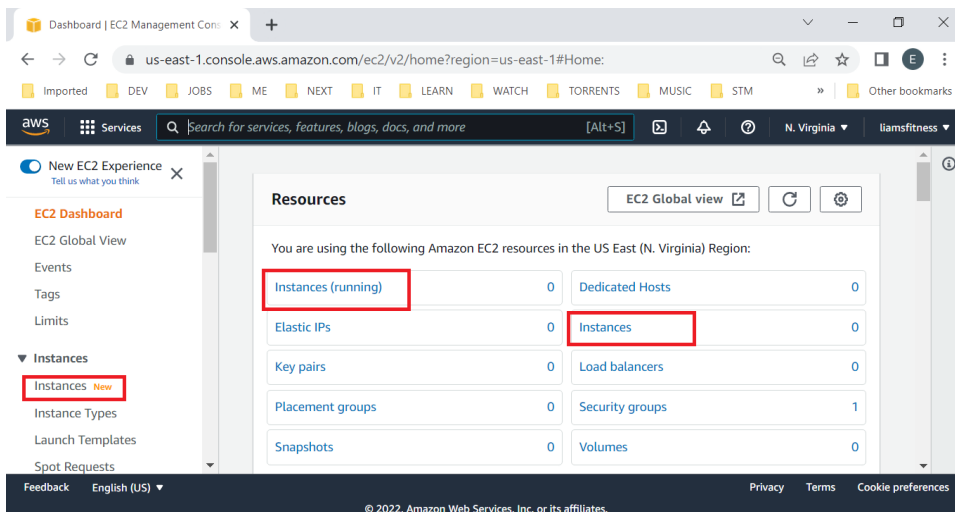 Dashboard | EC2 Management Cons
us-east-1.console.aws.amazon.com/ec2/v2/home?region=us-east-1#Home:
E
Imported DEV JOBS ME NEXT IT LEARN WATCH TORRENTS MUSIC STM » Other bookmarks
aws Services Search for services, features, blogs, docs, and more [Alt+S] N. Virginia ▼ liamsfitness ▼
New EC2 Experience
Tell us what you think
EC2 Dashboard
EC2 Global View
Events
Tags
Limits
▼ Instances
Instances New
Instance Types
Launch Templates
Spot Requests
Resources
EC2 Global view
You are using the following Amazon EC2 resources in the US East (N. Virginia) Region:
Instances (running) 0 Dedicated Hosts 0
Elastic IPs 0 Instances 0
Key pairs 0 Load balancers 0
Placement groups 0 Security groups 1
Snapshots 0 Volumes 0
Feedback English (US) ▼ Privacy Terms Cookie preferences
© 2022, Amazon Web Services, Inc. or its affiliates.